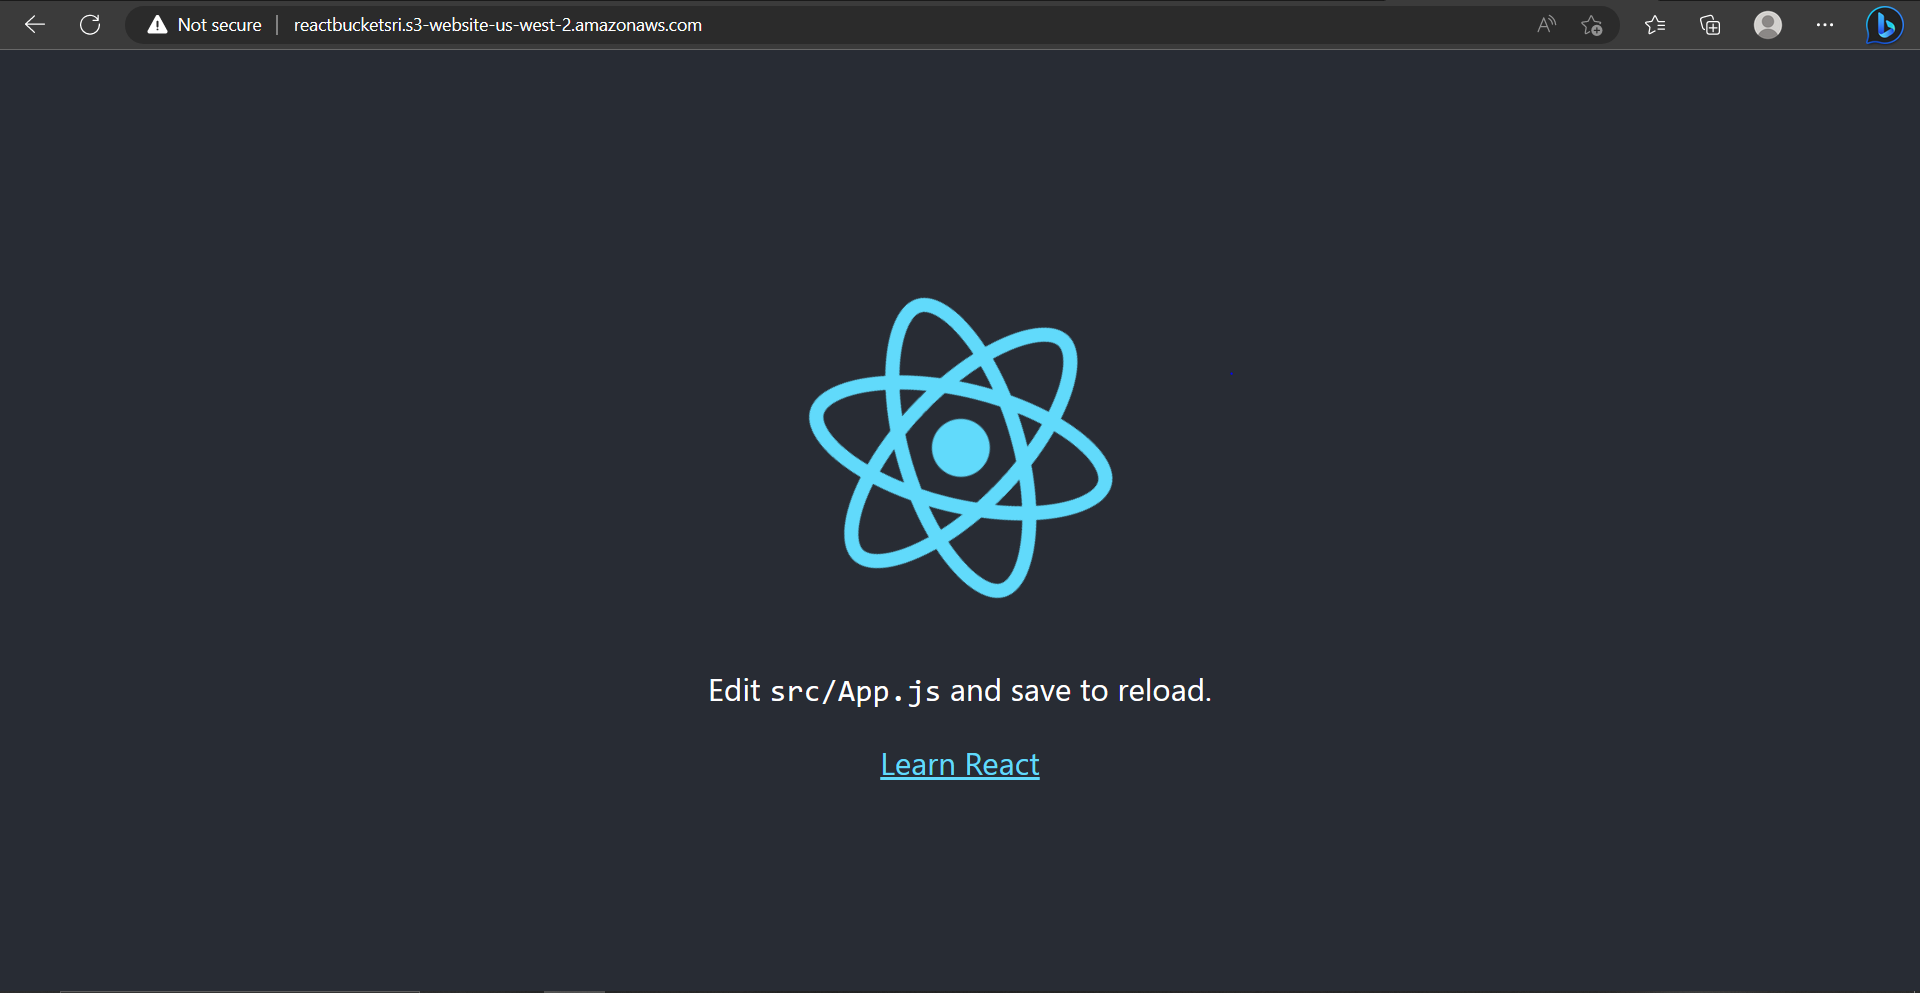 Not secure | reactbucketsri.s3-website-us-west-2.amazonaws.com
Edit src/App.js and save to reload.
Learn React